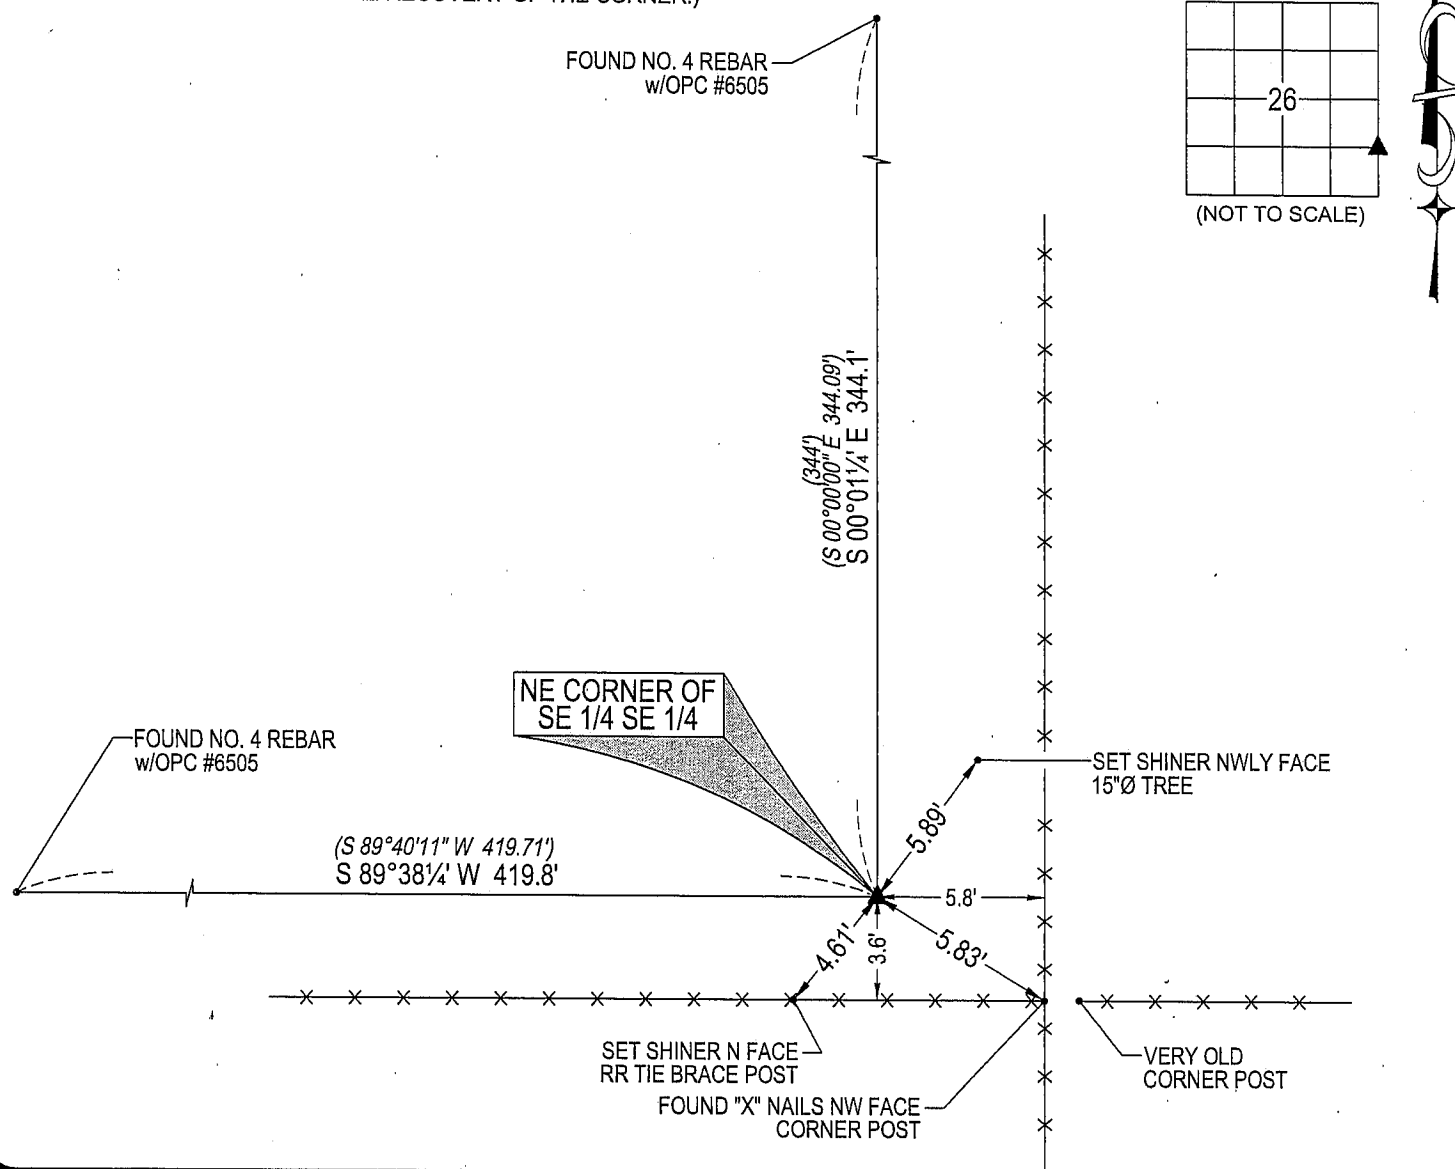 FOUND NO. 4 REBAR
w/OPC #6505
26
(NOT TO SCALE)
(344')
(S 00°00'00" E 344.09')
S 00°01¼' E 344.1'
NE CORNER OF
SE 1/4 SE 1/4
FOUND NO. 4 REBAR
w/OPC #6505
SET SHINER NWLY FACE
15"Ø TREE
(S 89°40'11" W 419.71')
S 89°38¼' W 419.8'
5.89'
5.8'
4.61'
3.6'
5.83'
SET SHINER N FACE
RR TIE BRACE POST
VERY OLD
CORNER POST
FOUND "X" NAILS NW FACE
CORNER POST